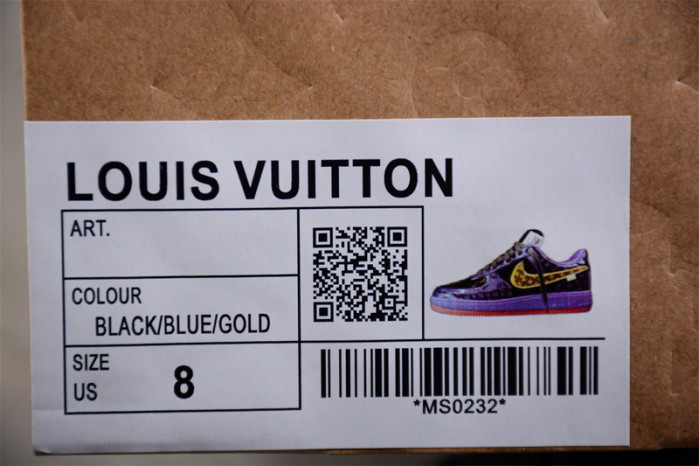 LOUIS VUITTON
ART.
COLOUR
BLACK/BLUE/GOLD
SIZE
US 8
*MS0232*